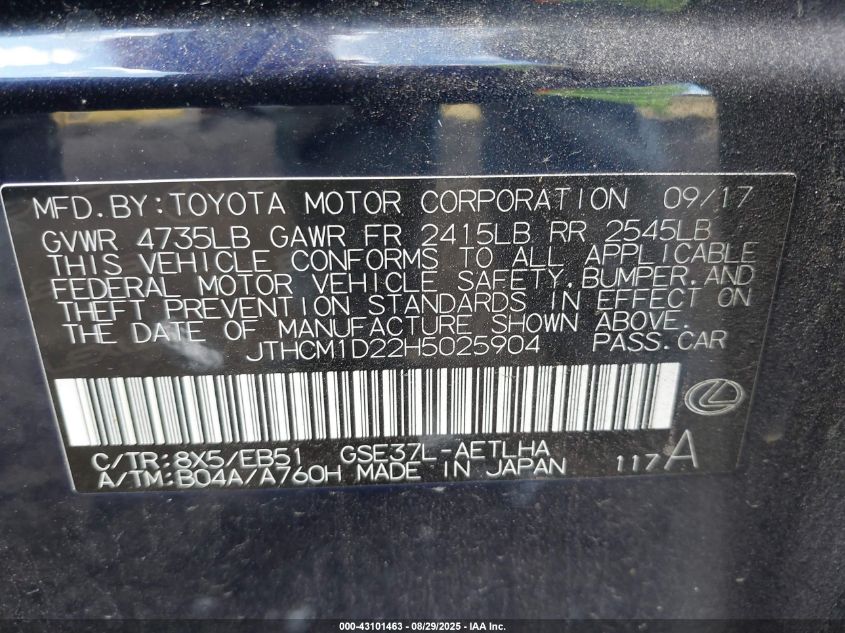 MFD.BY:TOYOTA MOTOR CORPORATION 09/17
GVWR 4735LB GAWR FR 2415LB RR 2545LB
THIS VEHICLE CONFORMS TO ALL APPLICABLE
FEDERAL MOTOR VEHICLE SAFETY,BUMPER,AND
THEFT PREVENTION STANDARDS IN EFFECT ON
THE DATE OF MANUFACTURE SHOWN ABOVE.
JTHCM1D22H5025904 PASS.CAR
C/TR:8X5/EB51 GSE37L-AETLHA
A/TM:B04A/A760H MADE IN JAPAN 117A
000-43101463 - 08/29/2025 - IAA Inc.